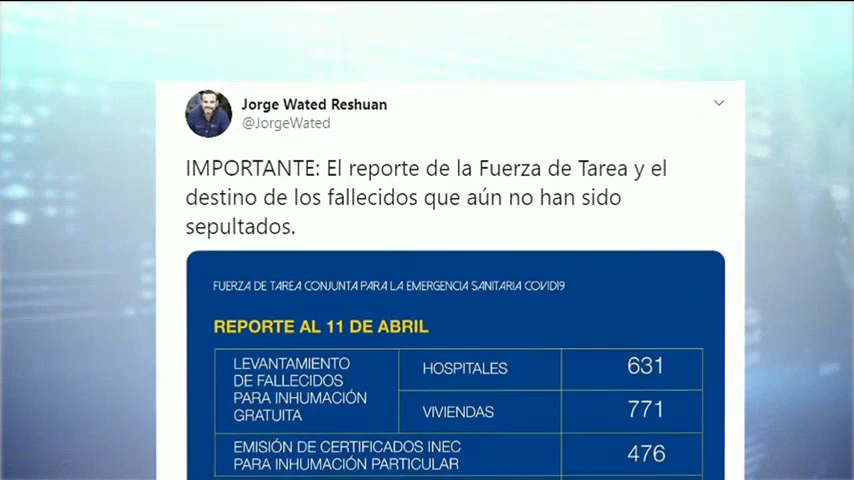 Jorge Wated Reshuan
@JorgeWated
IMPORTANTE: El reporte de la Fuerza de Tarea y el
destino de los fallecidos que aún no han sido
sepultados.
FUERZA DE TAREA CONJUNTA PARA LA EMERGENCIA SANITARIA COVID19
REPORTE AL 11 DE ABRIL
LEVANTAMIENTO
DE FALLECIDOS
PARA INHUMACIÓN
GRATUITA
HOSPITALES
631
VIVIENDAS
771
EMISIÓN DE CERTIFICADOS INEC
PARA INHUMACIÓN PARTICULAR
476